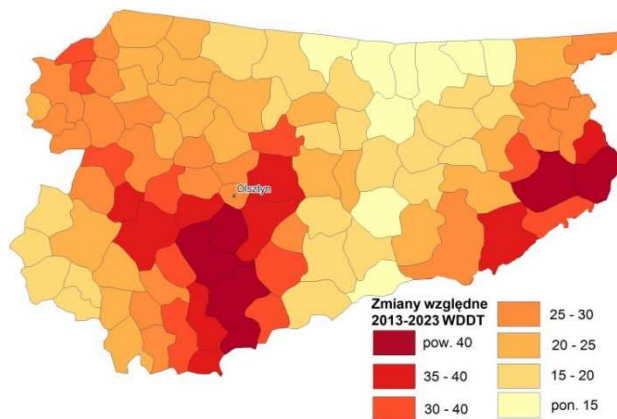 Olsztyn
Zmiany względne
2013-2023 WDDT
pow. 40
35 - 40
30 - 40
25 - 30
20 - 25
15 - 20
pon. 15